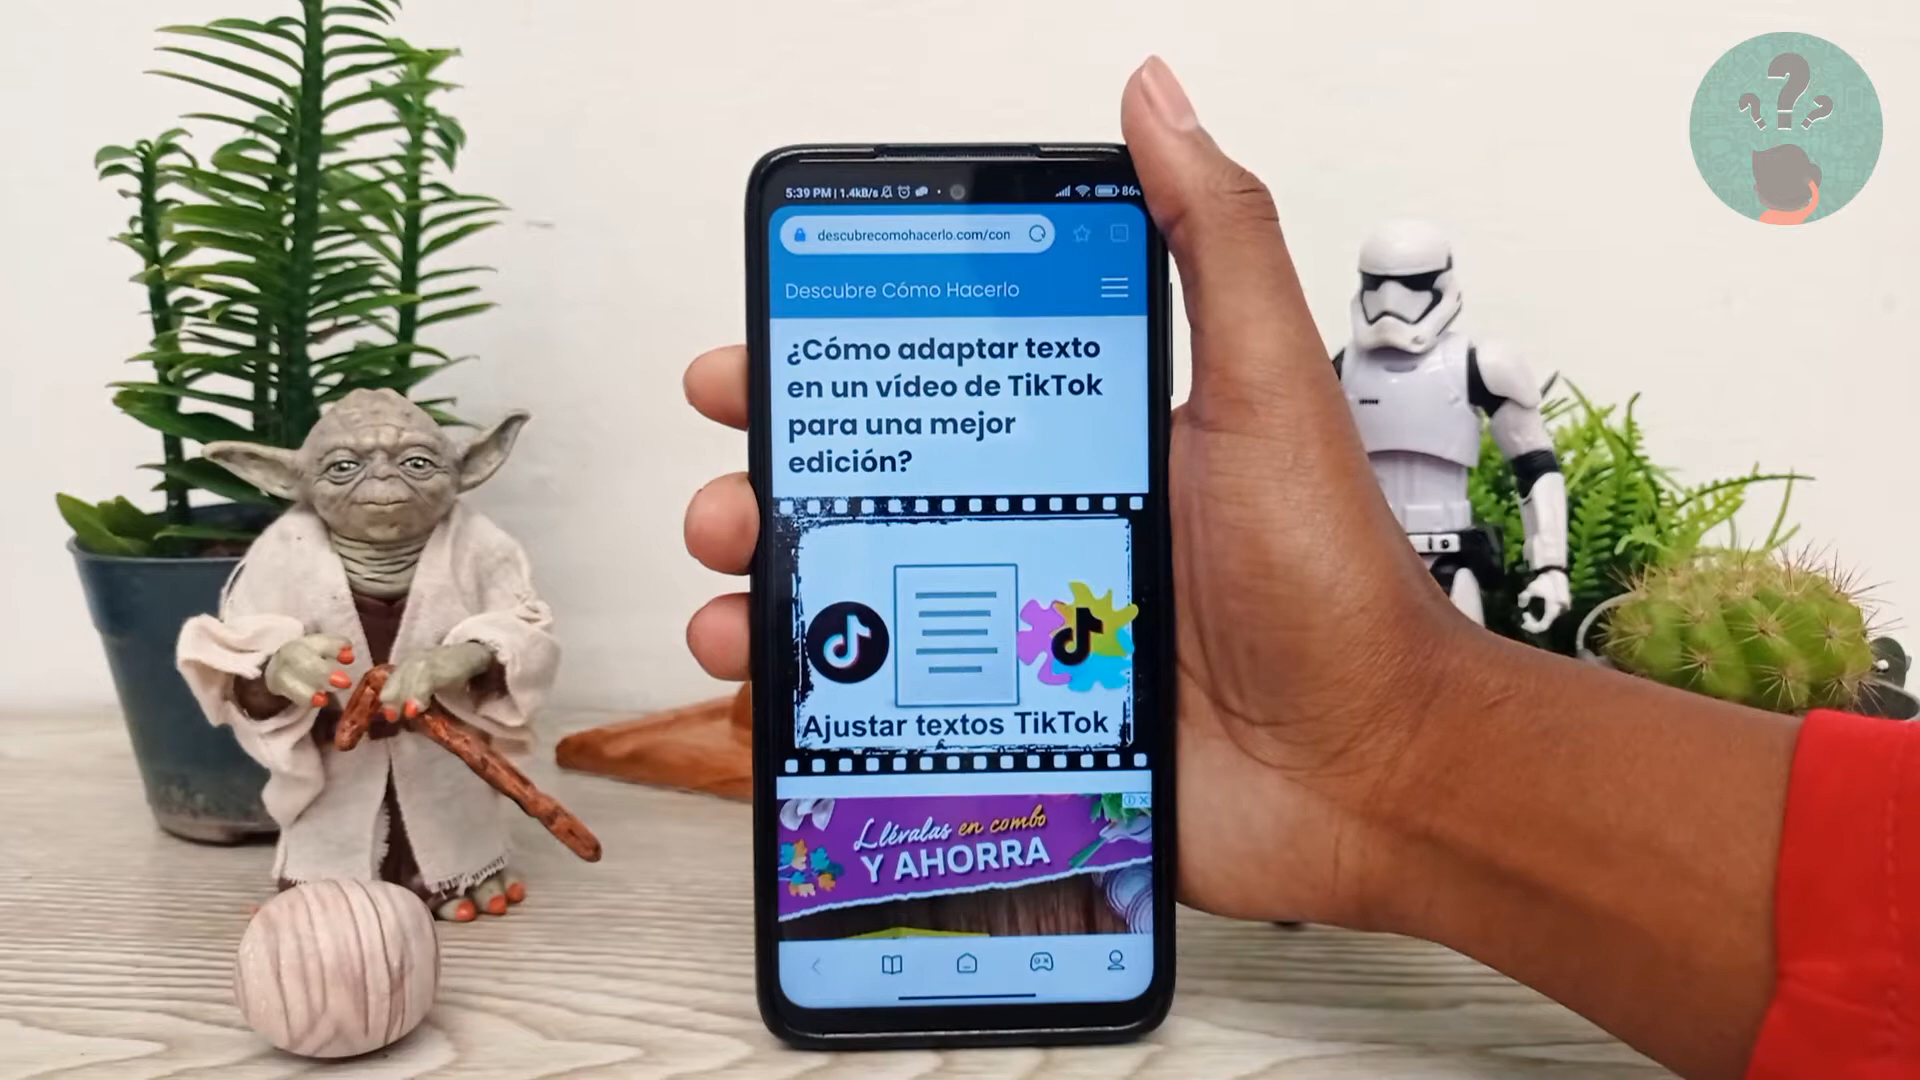 5:39 PM | 1.4kB/s
86
descubrecomohacerlo.com/con
Descubre Cómo Hacerlo
¿Cómo adaptar texto
en un vídeo de TikTok
para una mejor
edición?
Ajustar textos TikTok
Llévalas en combo
Y AHORRA